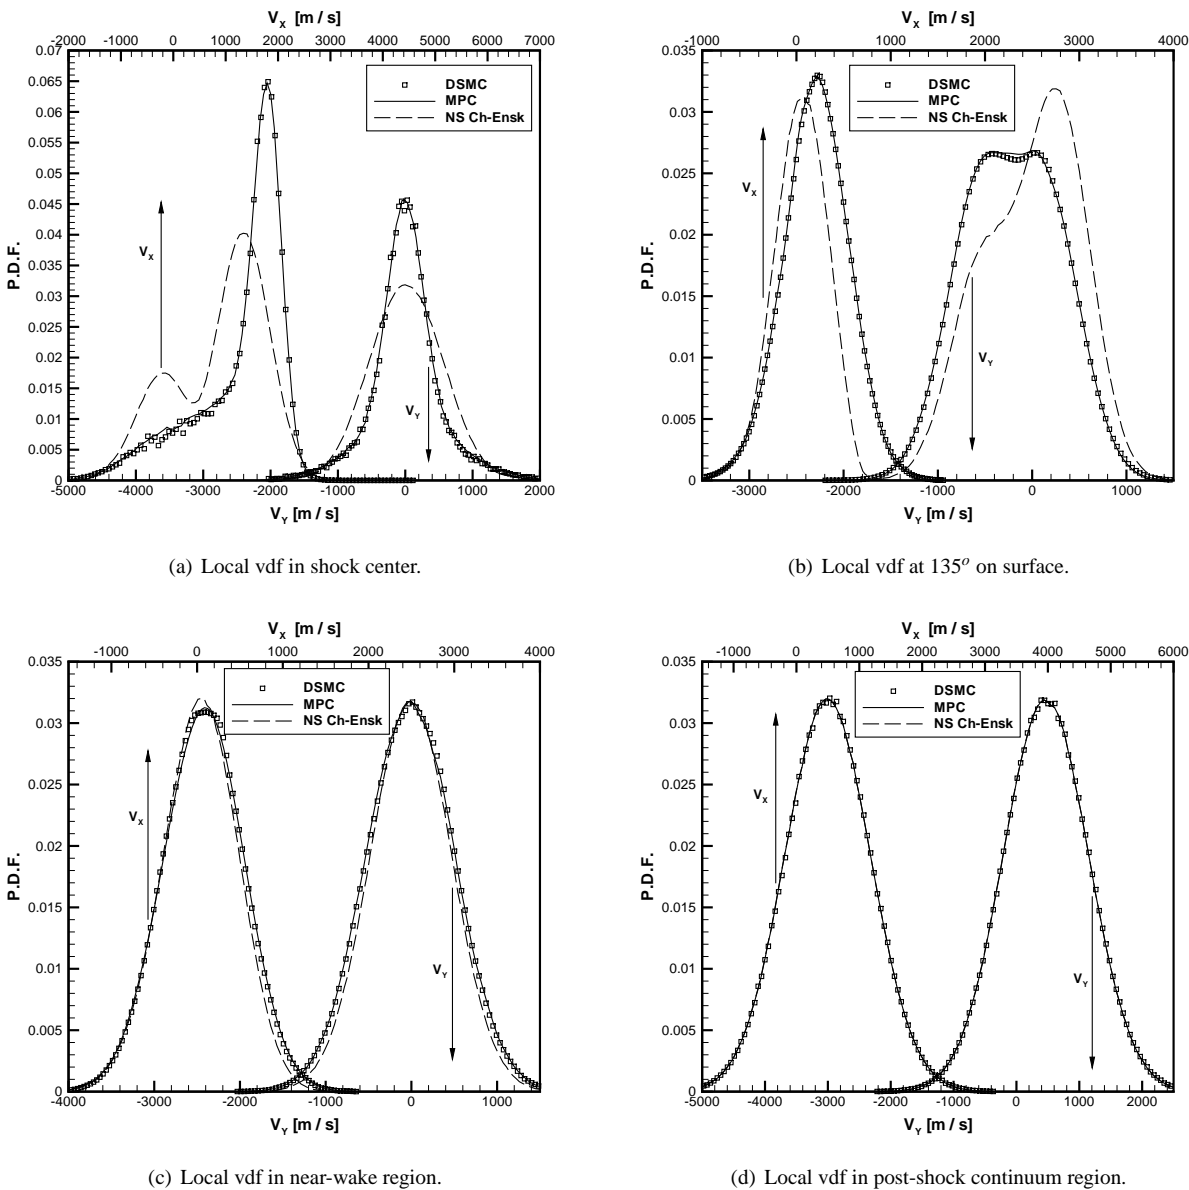 V_X [m / s]
-2000 -1000 0 1000 2000 3000 4000 5000 6000 7000
0.07
0.065
0.06
0.055
0.05
0.045
0.04
0.035
0.03
0.025
0.02
0.015
0.01
0.005
0
P.D.F.
DSMC
MPC
NS Ch-Ensk
V_X
V_Y
-5000 -4000 -3000 -2000 -1000 0 1000 2000
V_Y [m / s]
(a) Local vdf in shock center.
V_X [m / s]
-1000 0 1000 2000 3000 4000
0.035
0.03
0.025
0.02
0.015
0.01
0.005
0
P.D.F.
DSMC
MPC
NS Ch-Ensk
V_X
V_Y
-3000 -2000 -1000 0 1000
V_Y [m / s]
(b) Local vdf at 135° on surface.
V_X [m / s]
-1000 0 1000 2000 3000 4000
0.035
0.03
0.025
0.02
0.015
0.01
0.005
0
P.D.F.
DSMC
MPC
NS Ch-Ensk
V_X
V_Y
-4000 -3000 -2000 -1000 0 1000
V_Y [m / s]
(c) Local vdf in near-wake region.
V_X [m / s]
-1000 0 1000 2000 3000 4000 5000 6000
0.035
0.03
0.025
0.02
0.015
0.01
0.005
0
P.D.F.
DSMC
MPC
NS Ch-Ensk
V_X
V_Y
-5000 -4000 -3000 -2000 -1000 0 1000 2000
V_Y [m / s]
(d) Local vdf in post-shock continuum region.